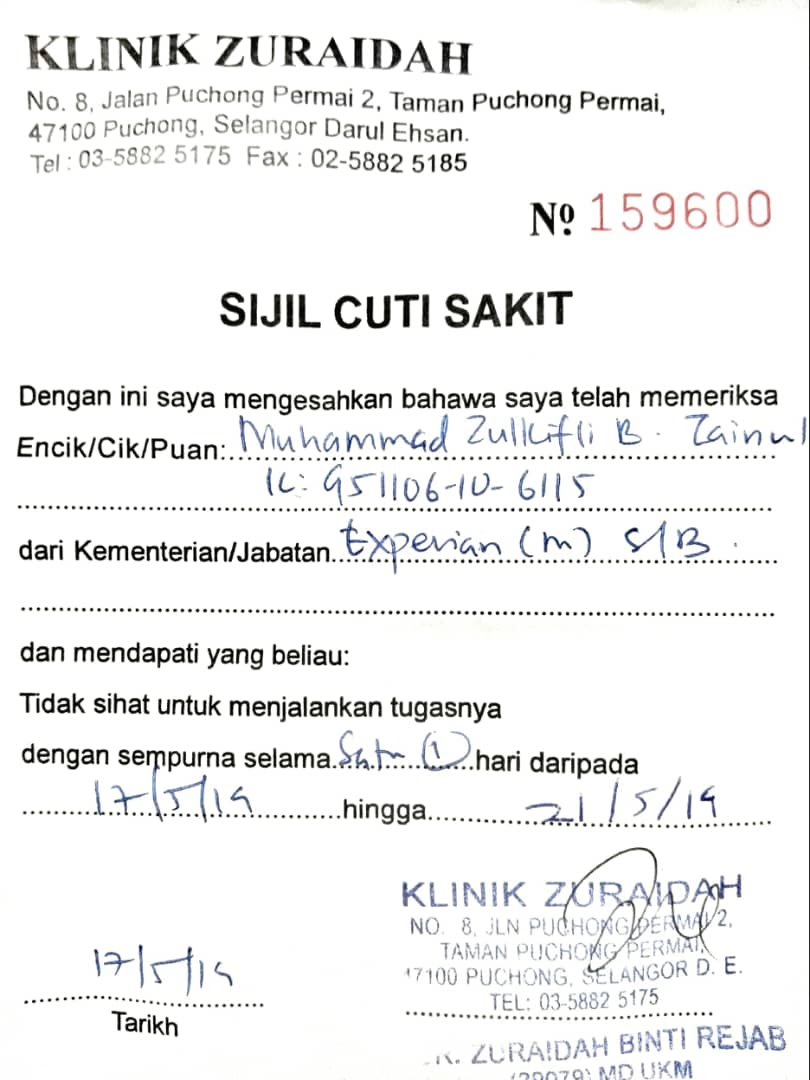 KLINIK ZURAIDAH
No. 8, Jalan Puchong Permai 2, Taman Puchong Permai,
47100 Puchong, Selangor Darul Ehsan.
Tel : 03-5882 5175 Fax : 02-5882 5185
Nº 159600
SIJIL CUTI SAKIT
Dengan ini saya mengesahkan bahawa saya telah memeriksa
Encik/Cik/Puan: Muhammad Zulkifli B. Zainul
IC: 951106-10-6115
dari Kementerian/Jabatan Experian (M) S/B.
dan mendapati yang beliau:
Tidak sihat untuk menjalankan tugasnya
dengan sempurna selama Satu (1) hari daripada
17/5/19 hingga 21/5/19
KLINIK ZURAIDAH
NO. 8, JLN PUCHONG PERMAI 2,
TAMAN PUCHONG PERMAI,
47100 PUCHONG, SELANGOR D. E.
TEL: 03-5882 5175
17/5/19
Tarikh
DR. ZURAIDAH BINTI REJAB
MD UKM